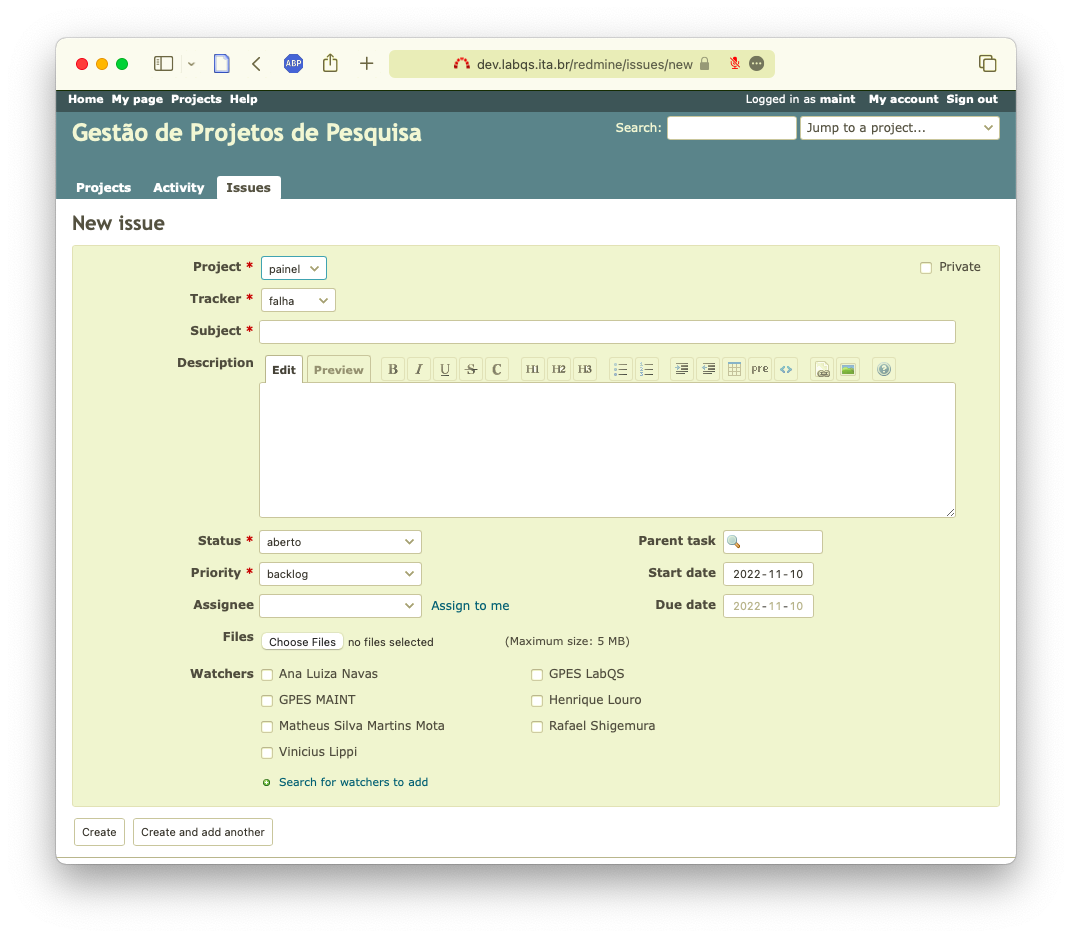 ABP
dev.labqs.ita.br/redmine/issues/new
Home My page Projects Help Logged in as maint My account Sign out
Gestão de Projetos de Pesquisa Search: Jump to a project...
Projects Activity Issues
New issue
Project * painel Private
Tracker * falha
Subject *
Description Edit Preview B I U S C H1 H2 H3 pre <> ?
Status * aberto Parent task
Priority * backlog Start date 2022-11-10
Assignee Assign to me Due date 2022-11-10
Files Choose Files no files selected (Maximum size: 5 MB)
Watchers Ana Luiza Navas GPES LabQS
GPES MAINT Henrique Louro
Matheus Silva Martins Mota Rafael Shigemura
Vinicius Lippi
Search for watchers to add
Create Create and add another